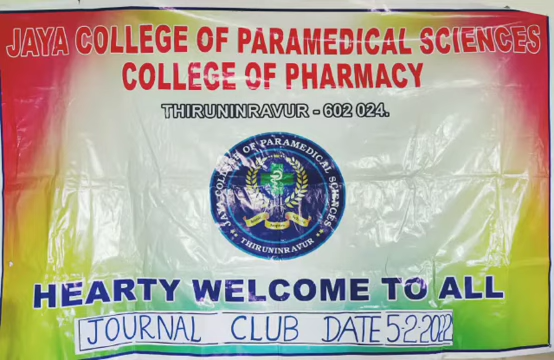 JAYA COLLEGE OF PARAMEDICAL SCIENCES
COLLEGE OF PHARMACY
THIRUNINRAVUR - 602 024.
JAYA COLLEGE OF PARAMEDICAL SCIENCES
THIRUNINRAVUR
HEARTY WELCOME TO ALL
JOURNAL CLUB DATE 5-2-2022